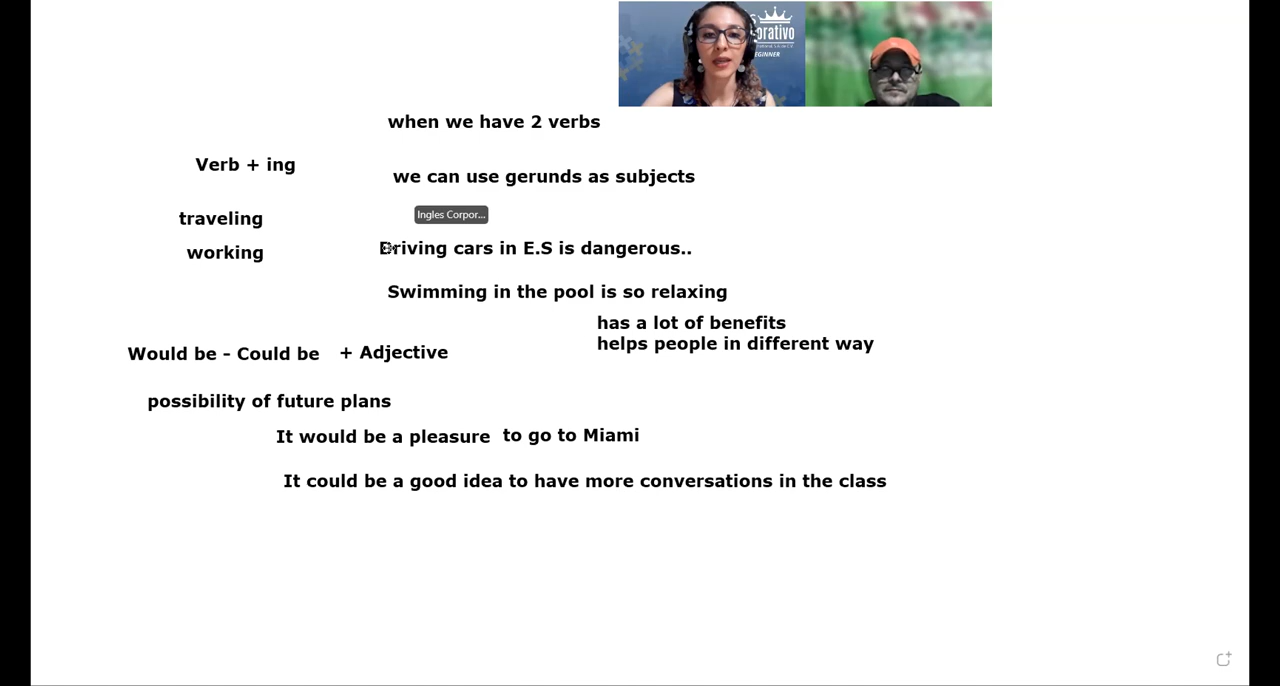 orativo
EGINNER
when we have 2 verbs
Verb + ing
we can use gerunds as subjects
traveling
Ingles Corpor...
working
Driving cars in E.S is dangerous..
Swimming in the pool is so relaxing
has a lot of benefits
helps people in different way
Would be - Could be + Adjective
possibility of future plans
It would be a pleasure to go to Miami
It could be a good idea to have more conversations in the class